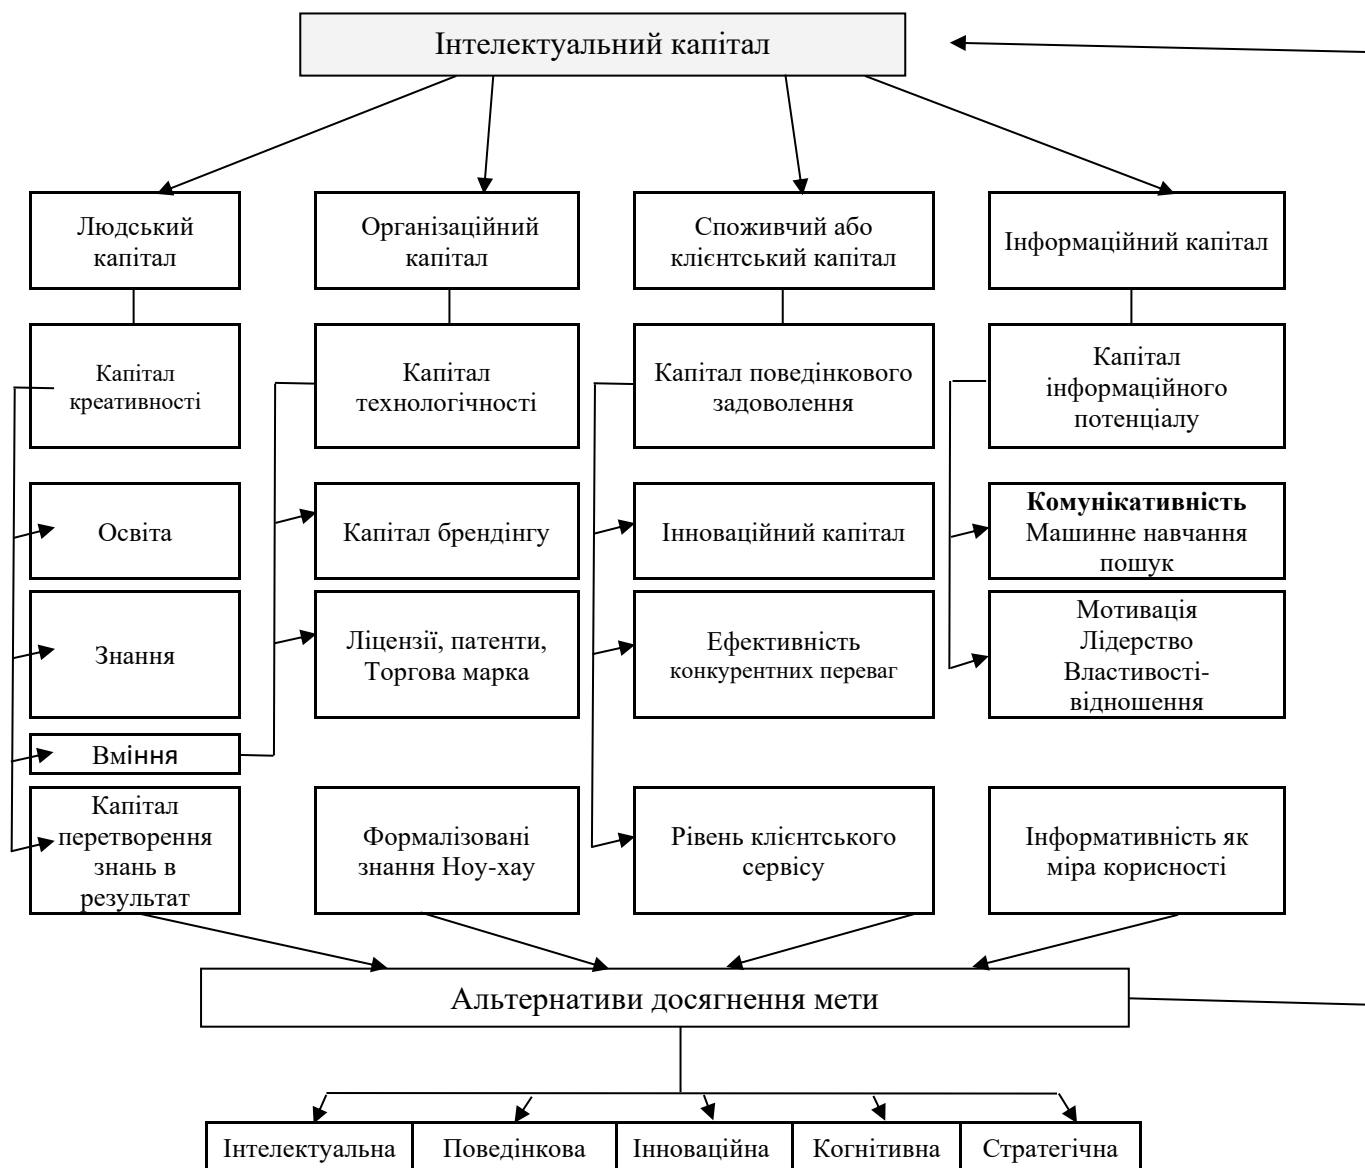 Інтелектуальний капітал
Людський
капітал
Організаційний
капітал
Споживчий або
клієнтський капітал
Інформаційний капітал
Капітал
креативності
Капітал
технологічності
Капітал поведінкового
задоволення
Капітал
інформаційного
потенціалу
Освіта
Капітал брендінгу
Інноваційний капітал
Комунікативність
Машинне навчання
пошук
Знання
Ліцензії, патенти,
Торгова марка
Ефективність
конкурентних переваг
Мотивація
Лідерство
Властивості-
відношення
Вміння
Капітал
перетворення
знань в
результат
Формалізовані
знання Ноу-хау
Рівень клієнтського
сервісу
Інформативність як
міра корисності
Альтернативи досягнення мети
Інтелектуальна
Поведінкова
Інноваційна
Когнітивна
Стратегічна